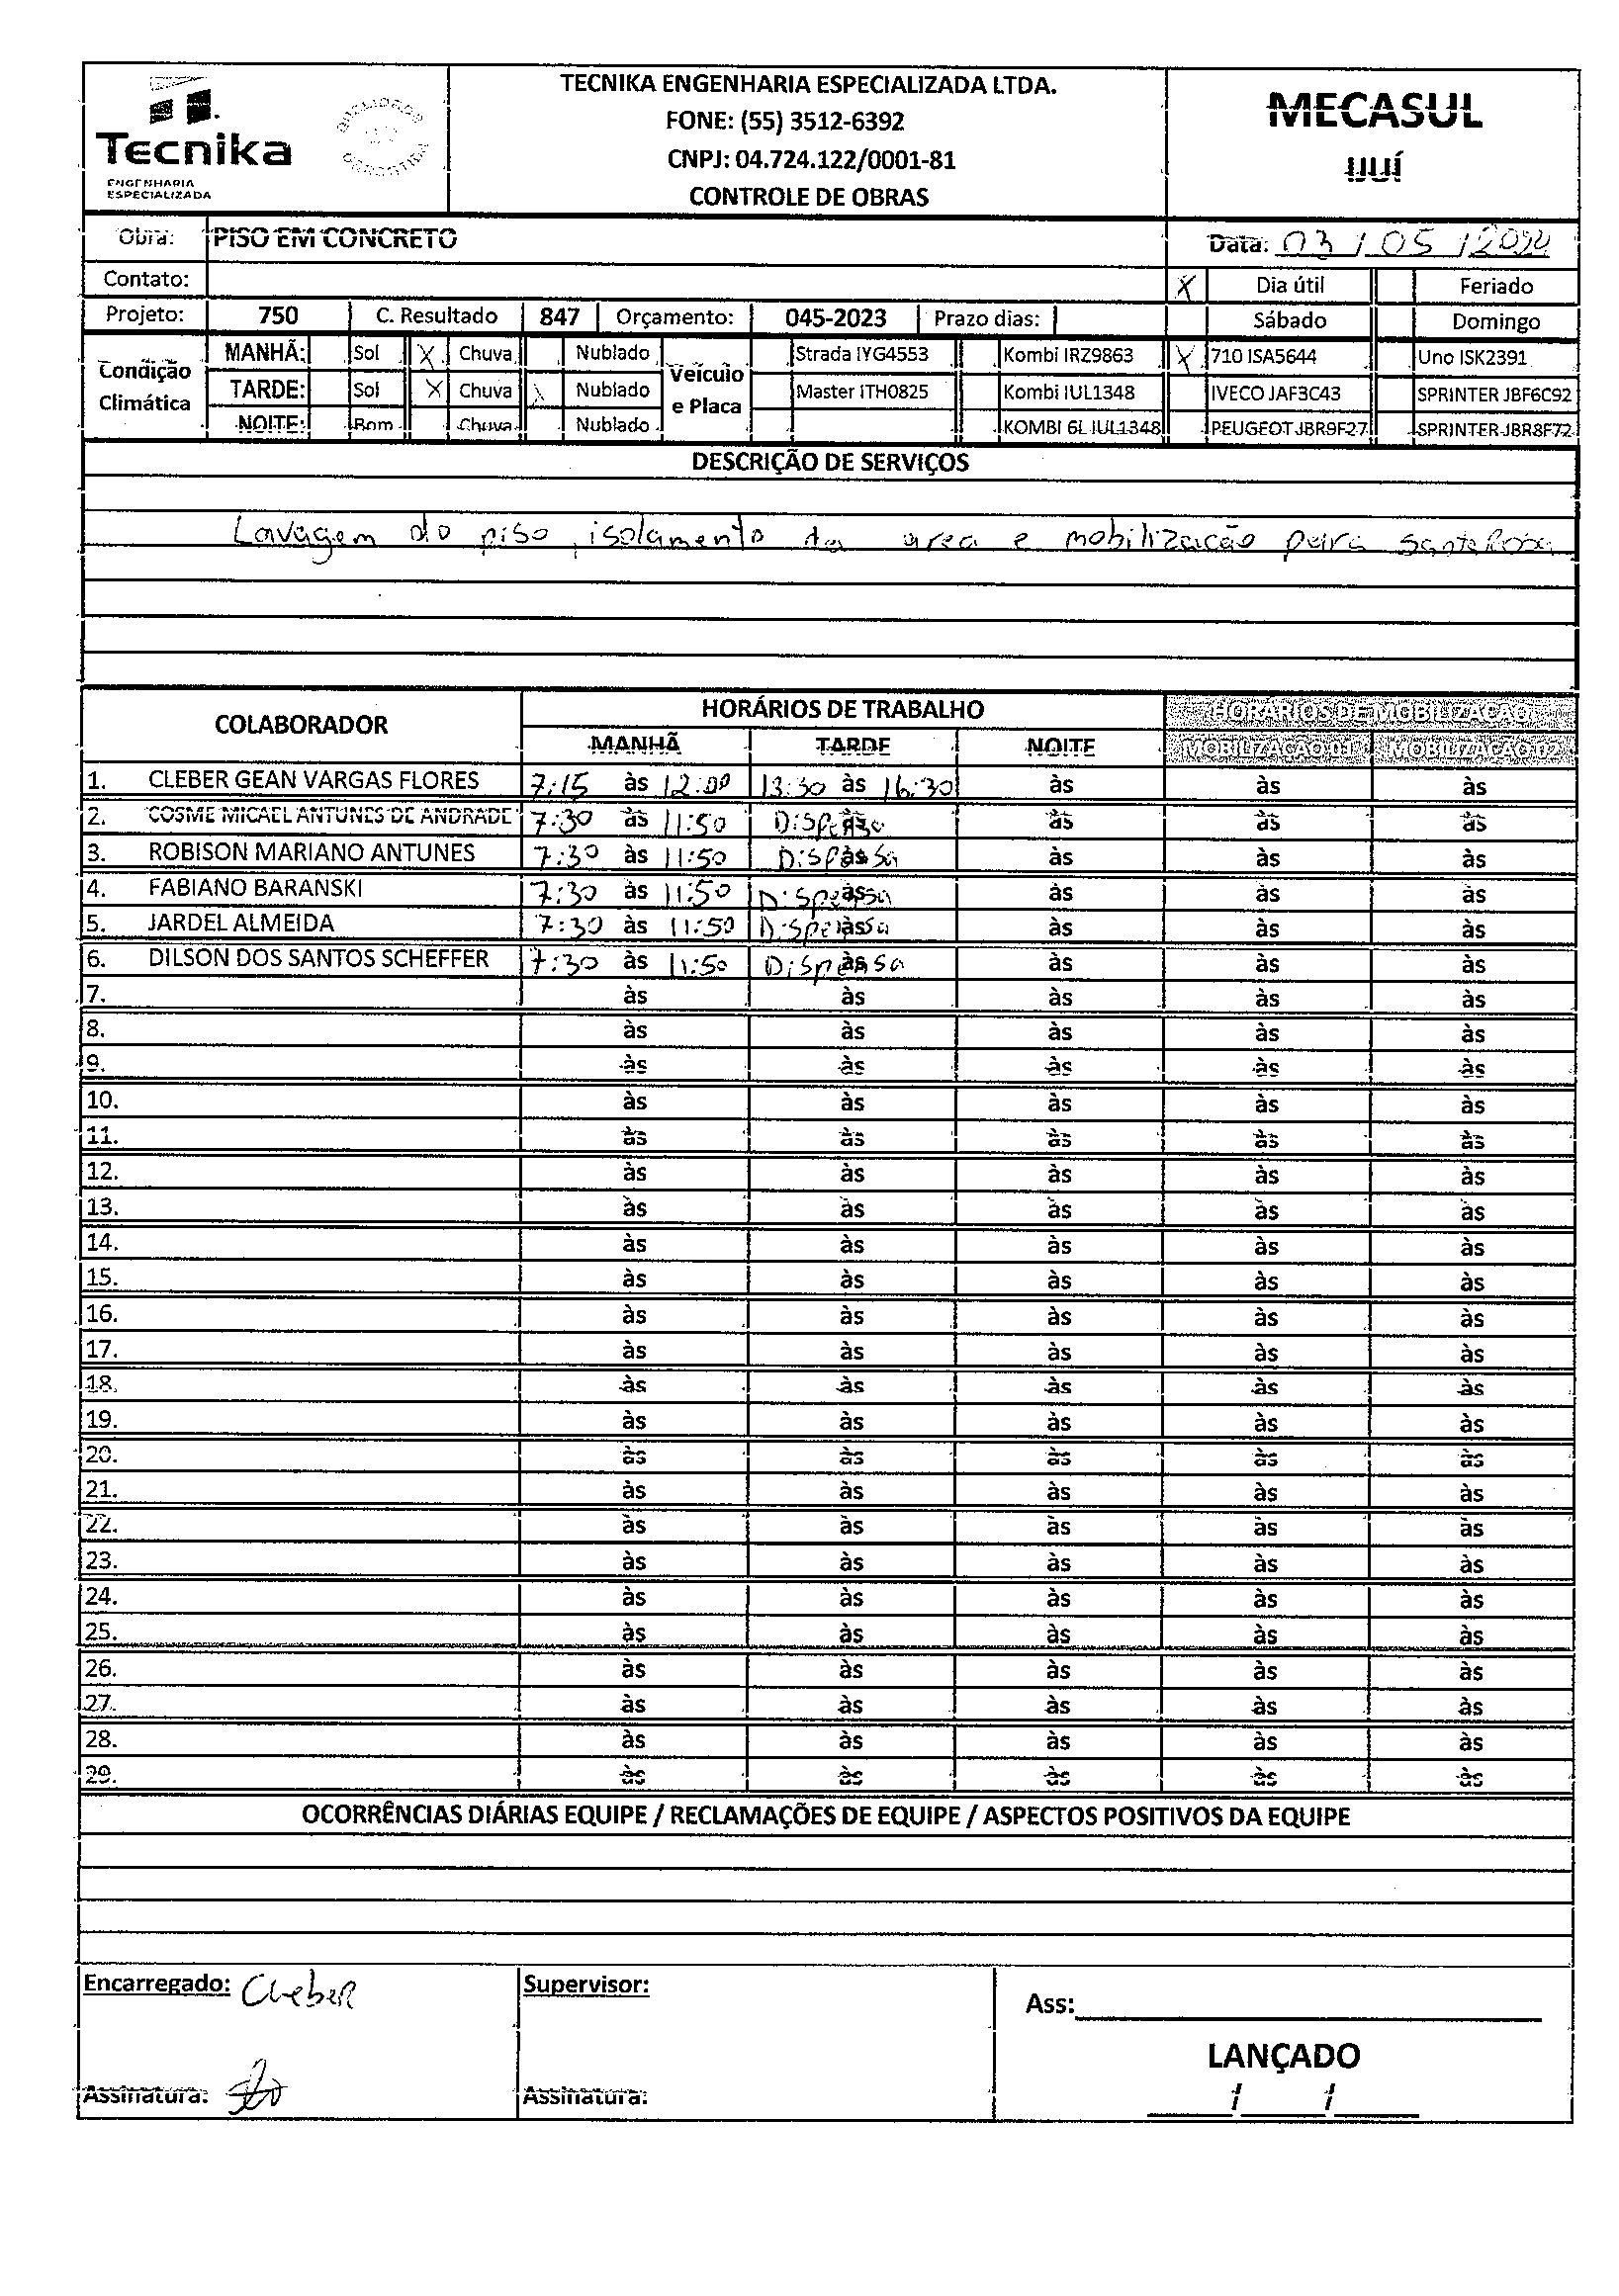 Tecnika
ENGENHARIA
ESPECIALIZADA
QUALIDADE
GARANTIDA
TECNIKA ENGENHARIA ESPECIALIZADA LTDA.
FONE: (55) 3512-6392
CNPJ: 04.724.122/0001-81
CONTROLE DE OBRAS
MECASUL
IJUÍ
Obra: PISO EM CONCRETO Data: 03 / 05 / 2024
Contato: X Dia útil Feriado
Projeto: 750 C. Resultado 847 Orçamento: 045-2023 Prazo dias: Sábado Domingo
Condição Climática Veículo e Placa
MANHÃ: Sol X Chuva Nublado Strada IYG4553 Kombi IRZ9863 X 710 ISA5644 Uno ISK2391
TARDE: Sol X Chuva \ Nublado Master ITH0825 Kombi IUL1348 IVECO JAF3C43 SPRINTER JBF6C92
NOITE: Bom Chuva Nublado KOMBI 6L IUL1348 PEUGEOT JBR9F27 SPRINTER JBR8F72
DESCRIÇÃO DE SERVIÇOS
Lavagem do piso, isolamento da area e mobilização para santa Rosa
COLABORADOR HORÁRIOS DE TRABALHO HORÁRIOS DE MOBILIZAÇÃO
MANHÃ TARDE NOITE MOBILIZAÇÃO 01 MOBILIZAÇÃO 02
1. CLEBER GEAN VARGAS FLORES 7:15 às 12:00 13:30 às 16:30 às às às
2. COSME MICAEL ANTUNES DE ANDRADE 7:30 às 11:50 Dispensa às às às às
3. ROBISON MARIANO ANTUNES 7:30 às 11:50 Dispensa às às às às
4. FABIANO BARANSKI 7:30 às 11:50 Dispensa às às às às
5. JARDEL ALMEIDA 7:30 às 11:50 Dispensa às às às às
6. DILSON DOS SANTOS SCHEFFER 7:30 às 11:50 Dispensa às às às às
7. às às às às às
8. às às às às às
9. às às às às às
10. às às às às às
11. às às às às às
12. às às às às às
13. às às às às às
14. às às às às às
15. às às às às às
16. às às às às às
17. às às às às às
18. às às às às às
19. às às às às às
20. às às às às às
21. às às às às às
22. às às às às às
23. às às às às às
24. às às às às às
25. às às às às às
26. às às às às às
27. às às às às às
28. às às às às às
29. às às às às às
OCORRÊNCIAS DIÁRIAS EQUIPE / RECLAMAÇÕES DE EQUIPE / ASPECTOS POSITIVOS DA EQUIPE
Encarregado: Cleber Supervisor: Ass:
LANÇADO
Assinatura: Assinatura: / /